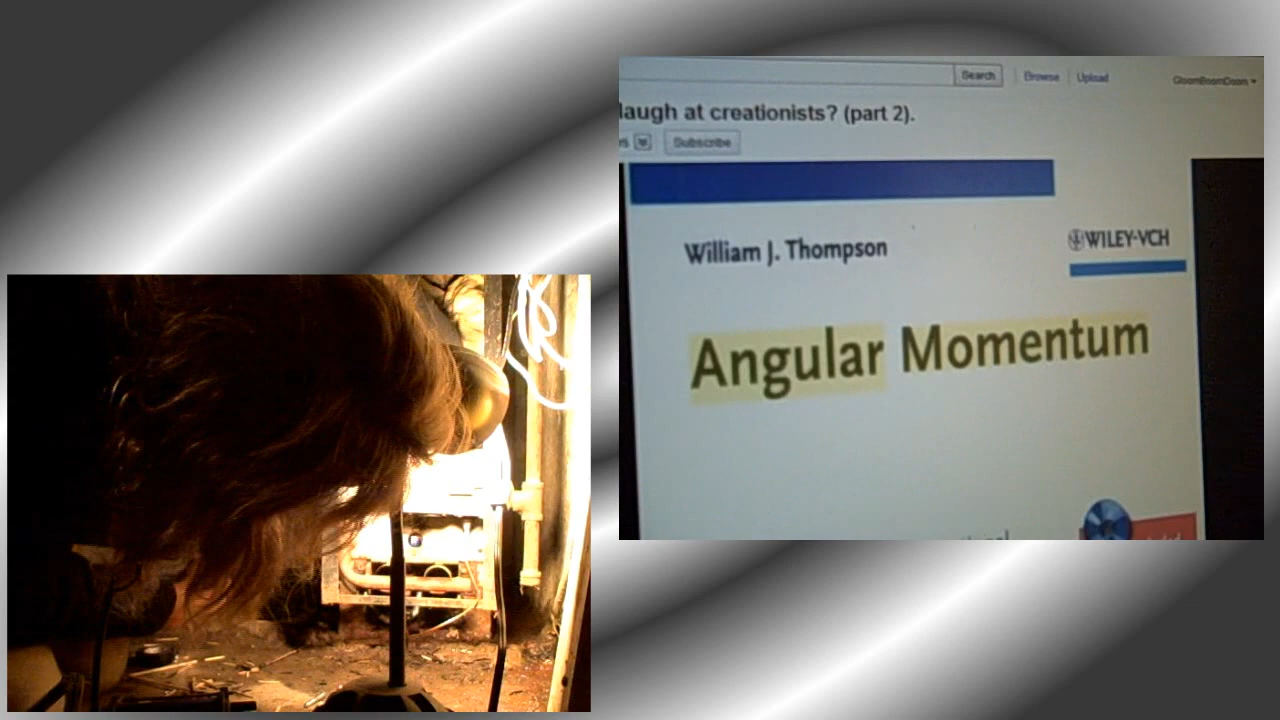 Search Browse Upload GloomBoomDoom
laugh at creationists? (part 2).
Subscribe
William J. Thompson
WILEY-VCH
Angular Momentum